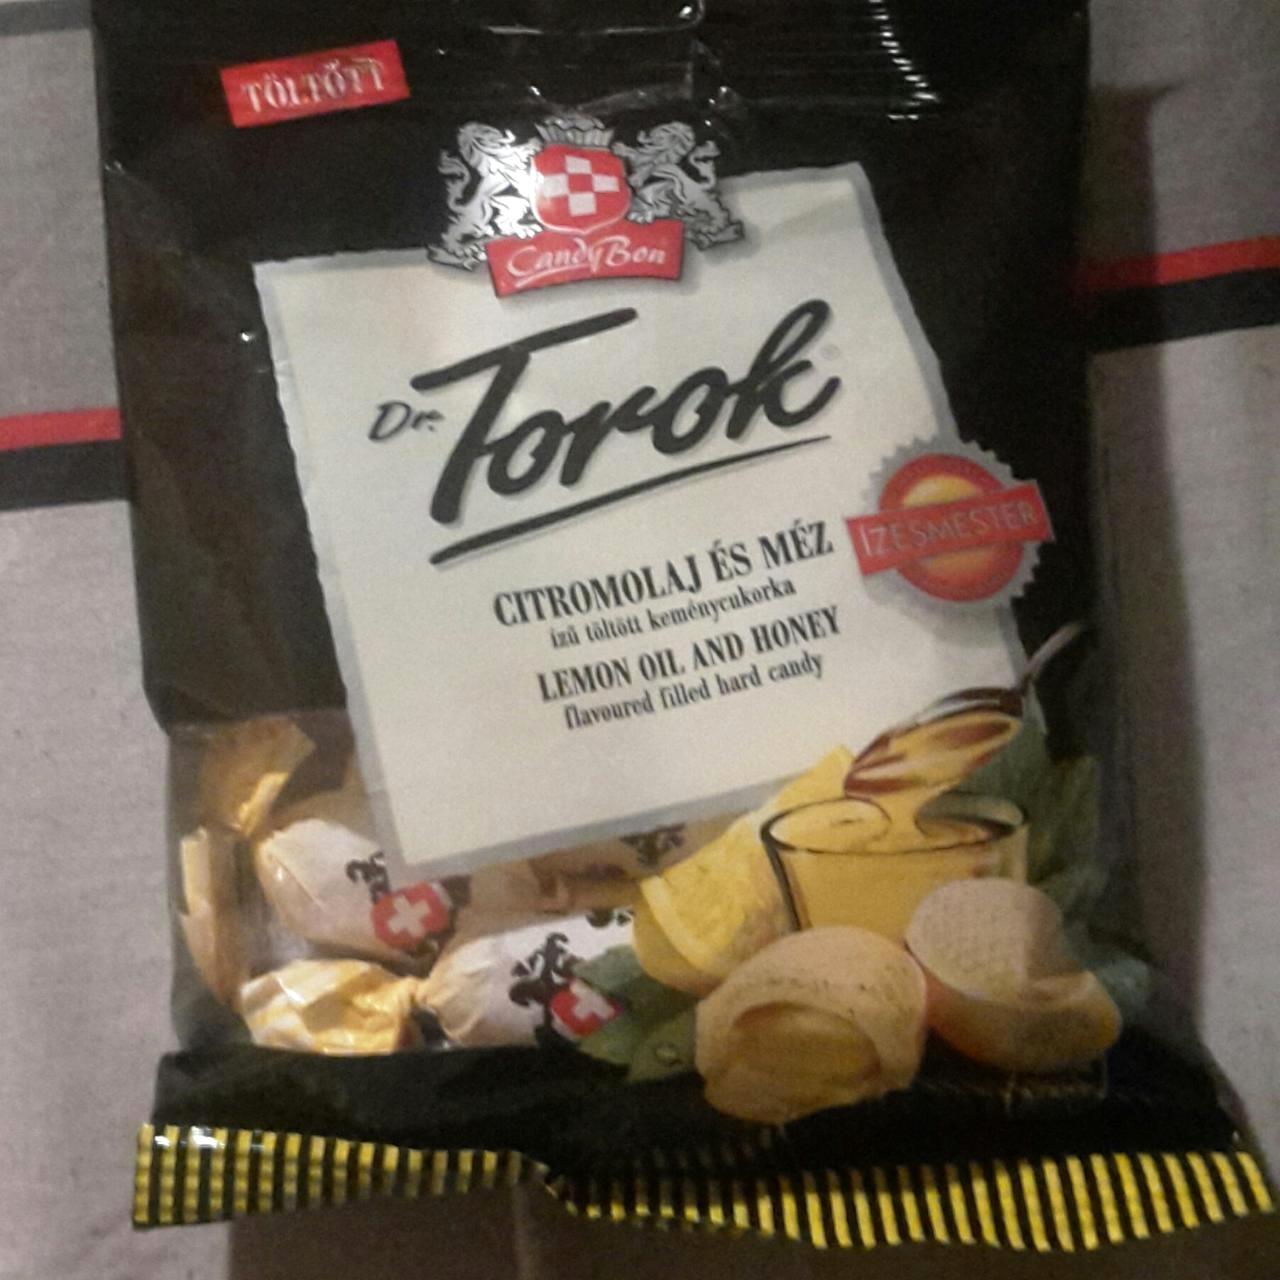 TÖLTÖTT
CandyBon
Dr. Torok®
ÍZESMESTER
CITROMOLAJ ÉS MÉZ
ízű töltött keménycukorka
LEMON OIL AND HONEY
flavoured filled hard candy